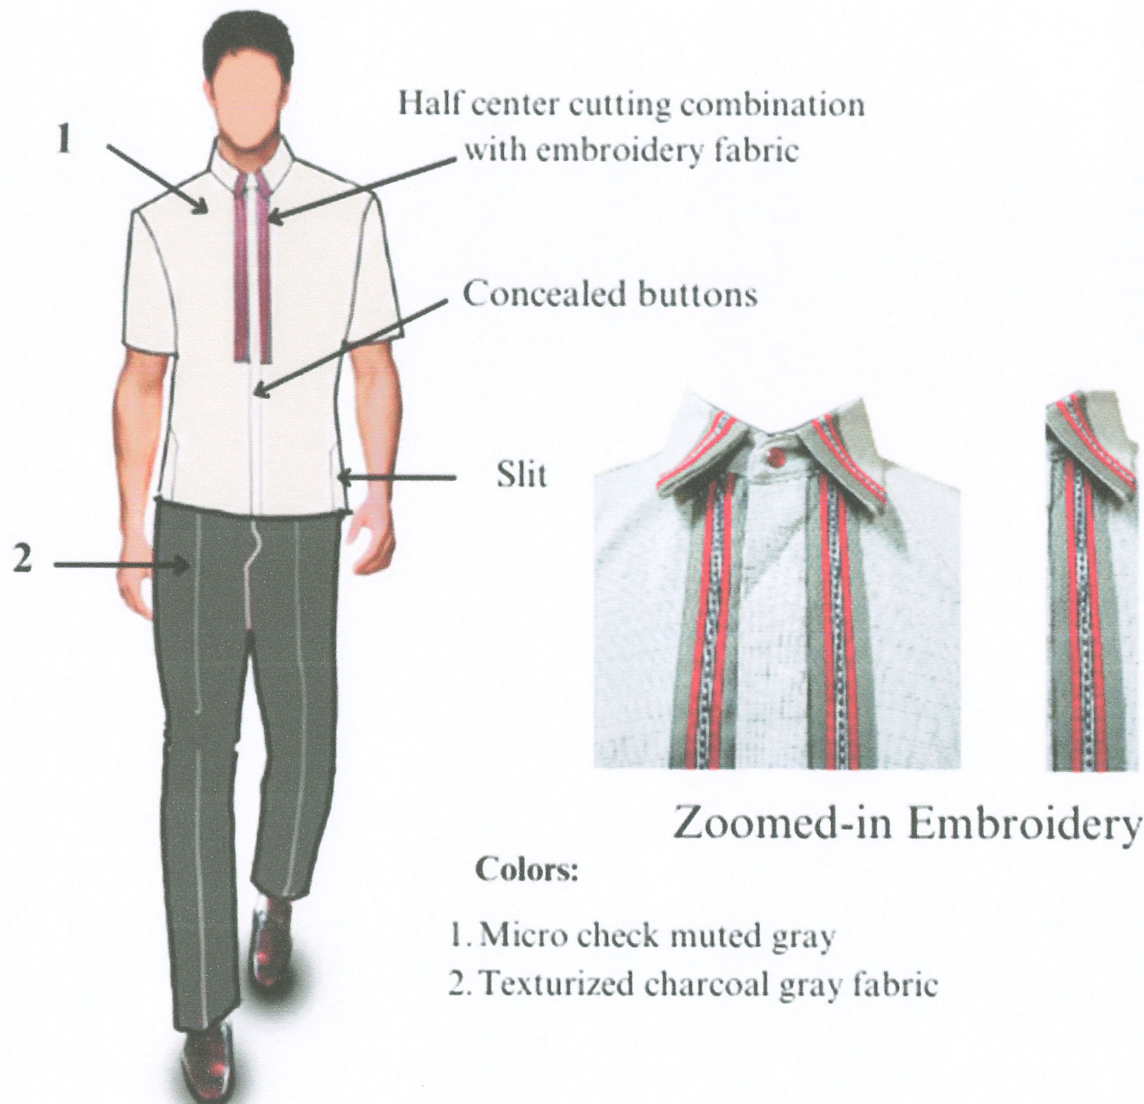 1
Half center cutting combination
with embroidery fabric
Concealed buttons
Slit
2
Zoomed-in Embroidery
Colors:
1. Micro check muted gray
2. Texturized charcoal gray fabric